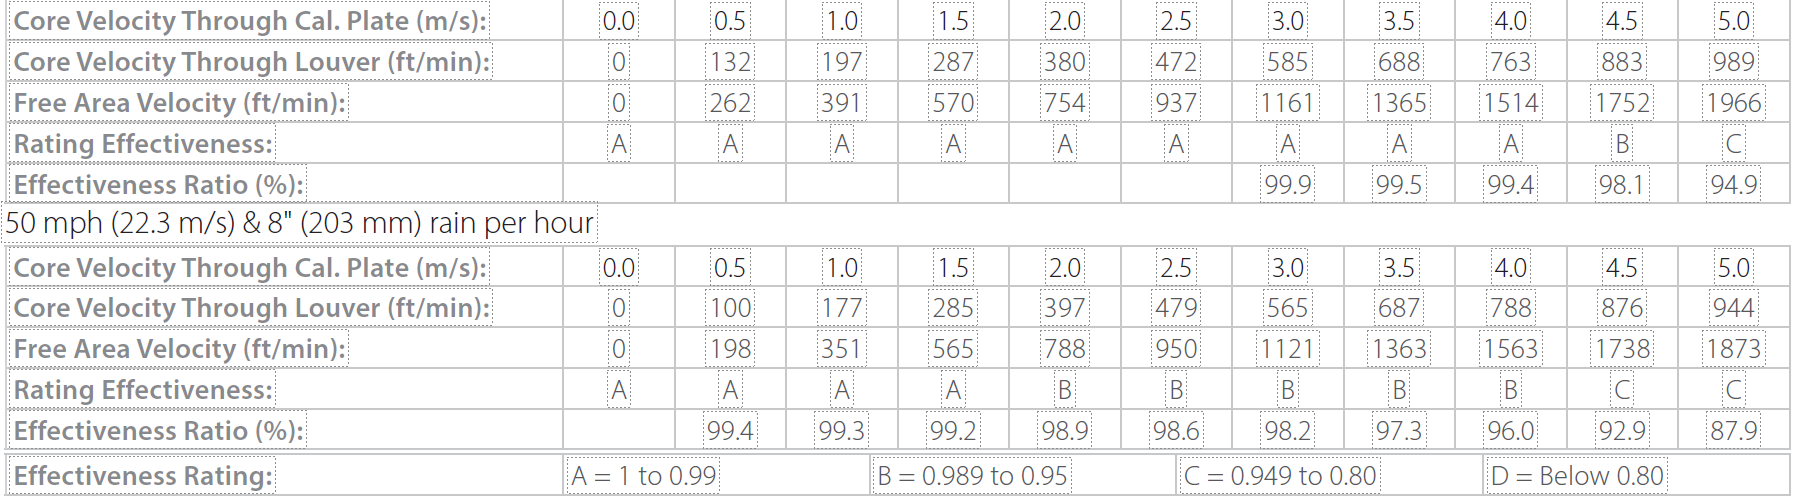 Core Velocity Through Cal. Plate (m/s): 0.0 0.5 1.0 1.5 2.0 2.5 3.0 3.5 4.0 4.5 5.0
Core Velocity Through Louver (ft/min): 0 132 197 287 380 472 585 688 763 883 989
Free Area Velocity (ft/min): 0 262 391 570 754 937 1161 1365 1514 1752 1966
Rating Effectiveness: A A A A A A A A A B C
Effectiveness Ratio (%): 99.9 99.5 99.4 98.1 94.9
50 mph (22.3 m/s) & 8" (203 mm) rain per hour
Core Velocity Through Cal. Plate (m/s): 0.0 0.5 1.0 1.5 2.0 2.5 3.0 3.5 4.0 4.5 5.0
Core Velocity Through Louver (ft/min): 0 100 177 285 397 479 565 687 788 876 944
Free Area Velocity (ft/min): 0 198 351 565 788 950 1121 1363 1563 1738 1873
Rating Effectiveness: A A A A B B B B B C C
Effectiveness Ratio (%): 99.4 99.3 99.2 98.9 98.6 98.2 97.3 96.0 92.9 87.9
Effectiveness Rating: A = 1 to 0.99 B = 0.989 to 0.95 C = 0.949 to 0.80 D = Below 0.80